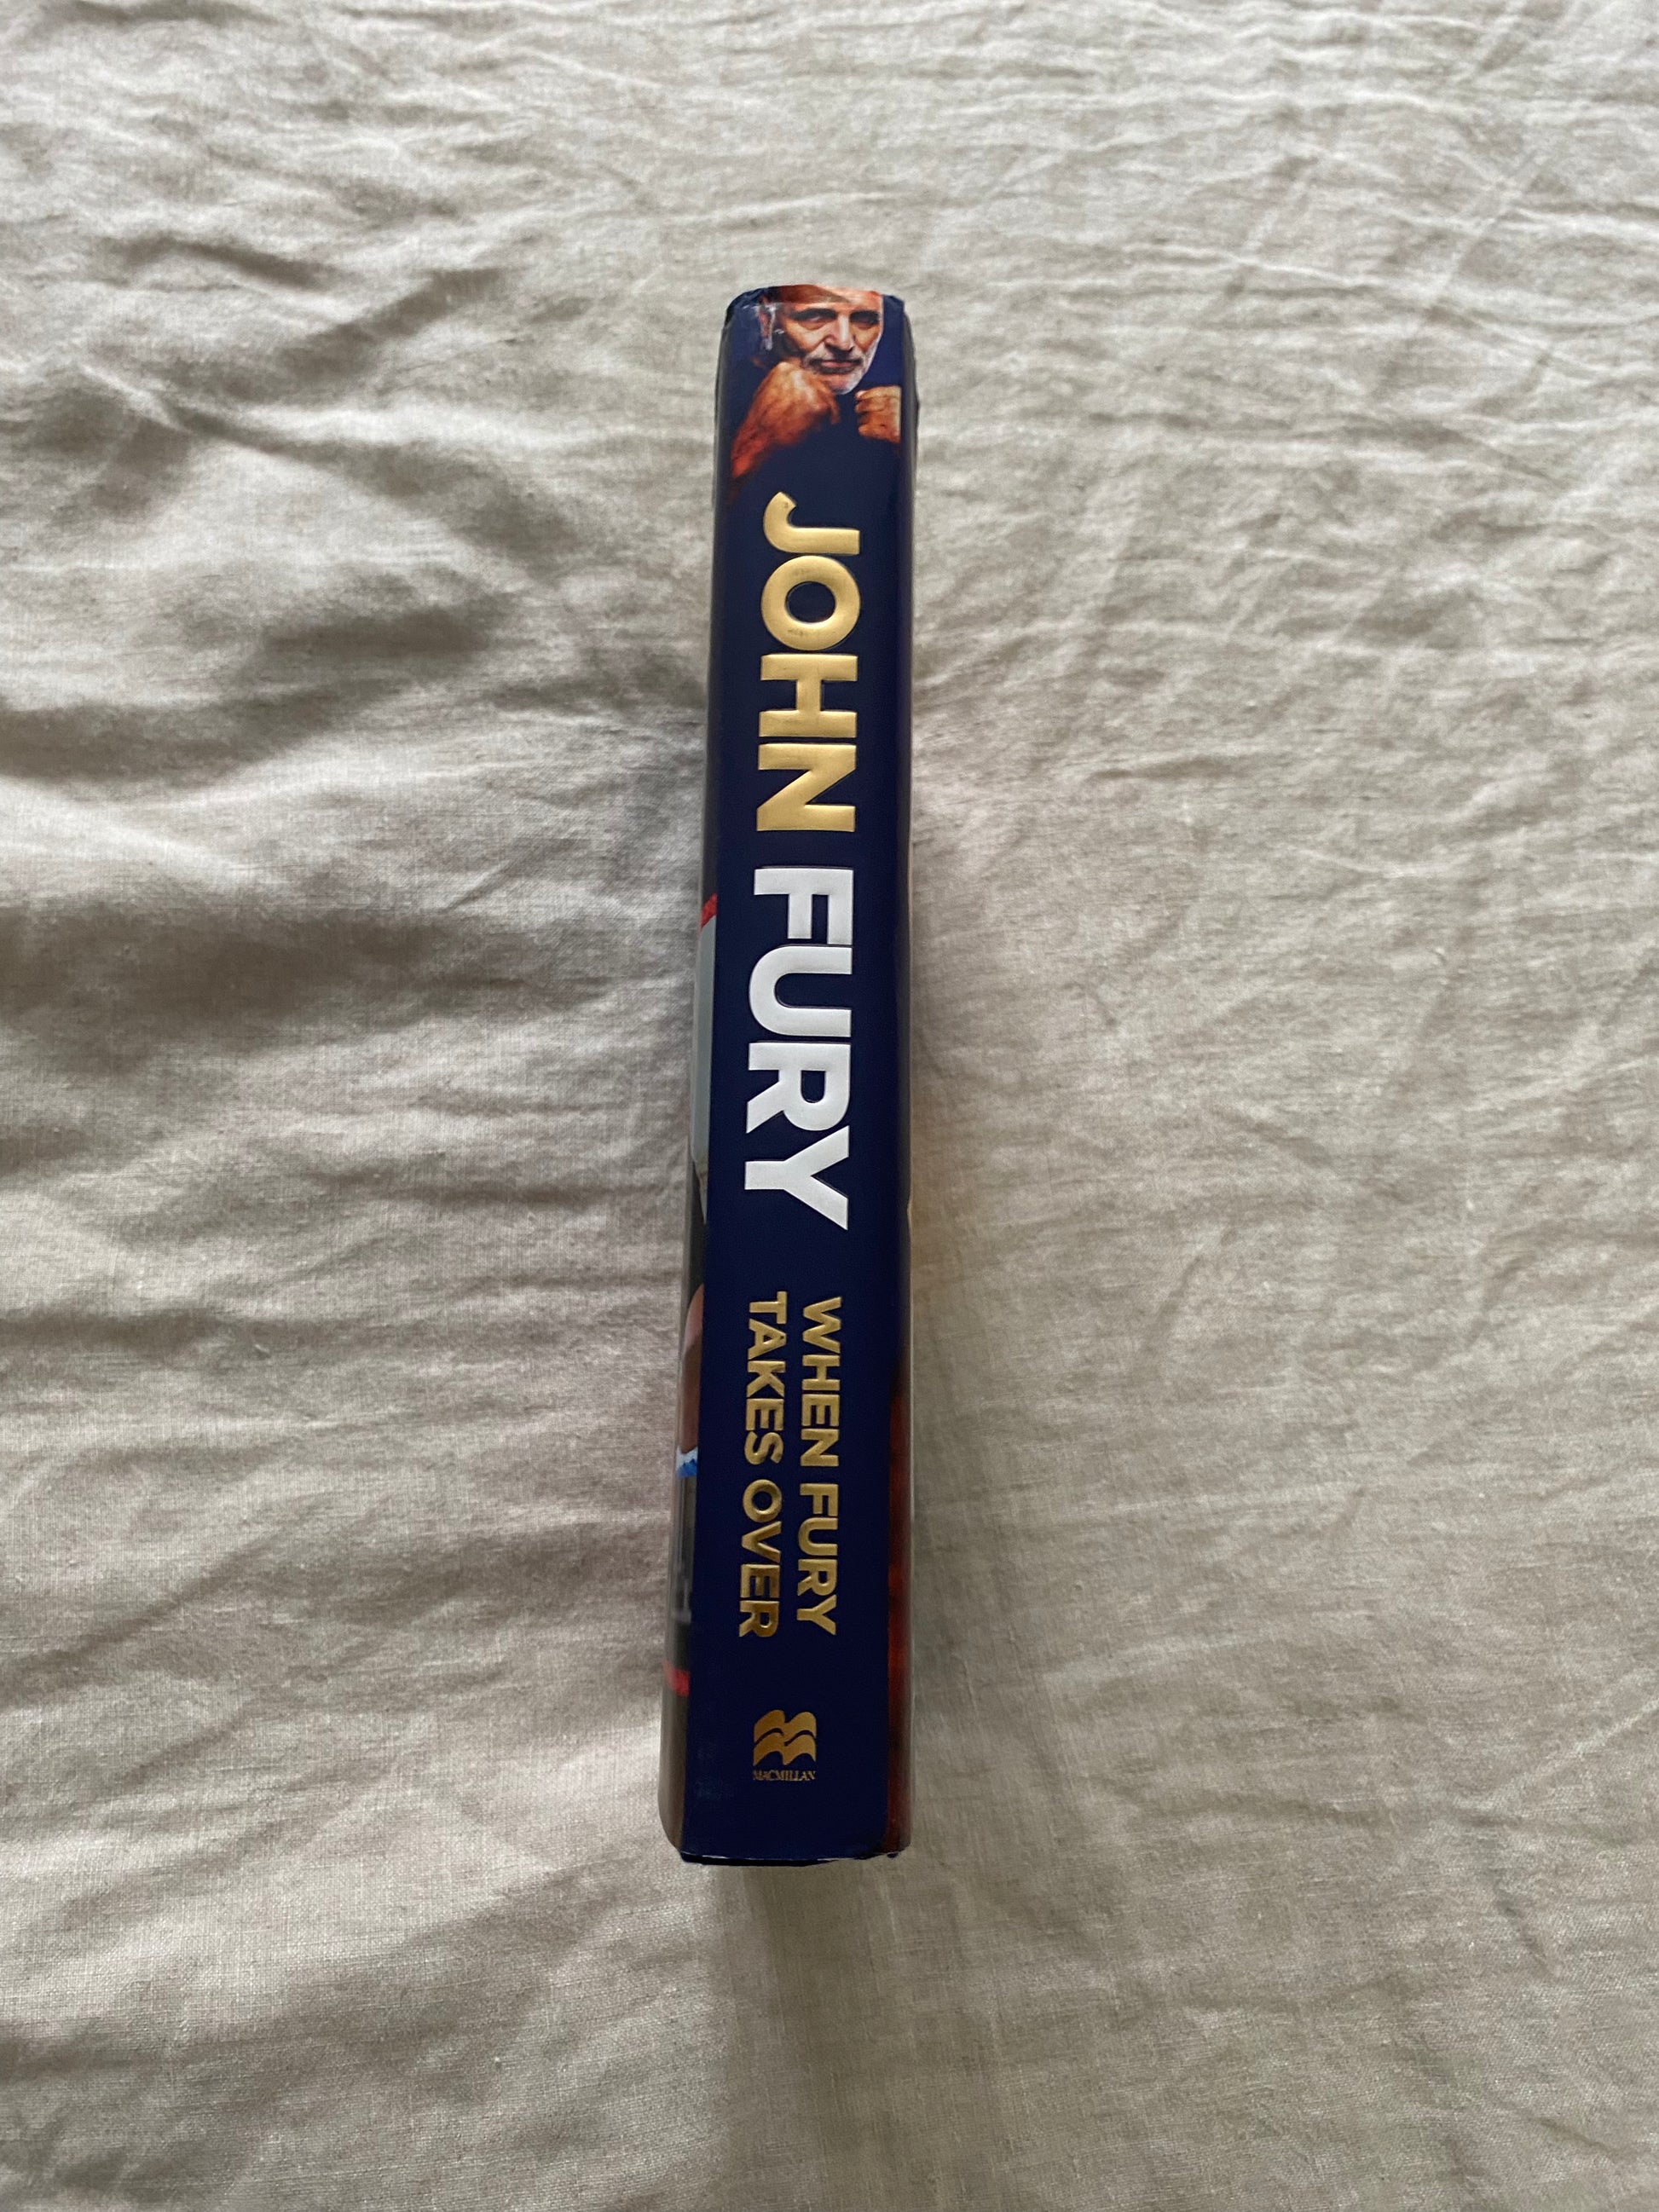 JOHN FURY
WHEN FURY
TAKES OVER
MACMILLAN